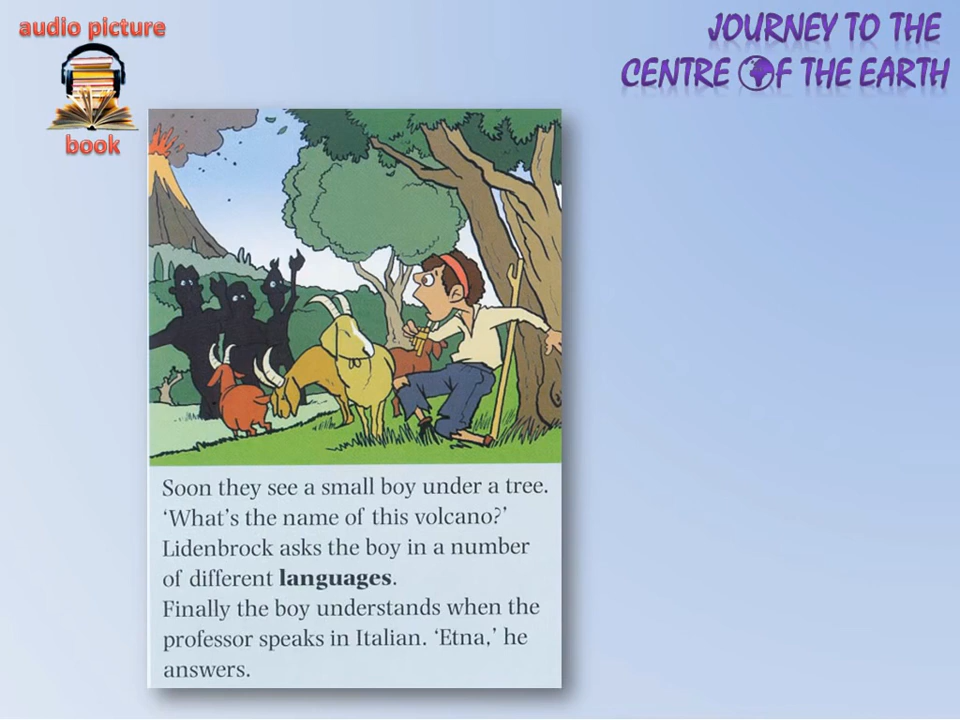 audio picture
book
JOURNEY TO THE
CENTRE OF THE EARTH
Soon they see a small boy under a tree.
‘What’s the name of this volcano?’
Lidenbrock asks the boy in a number
of different languages.
Finally the boy understands when the
professor speaks in Italian. ‘Etna,’ he
answers.